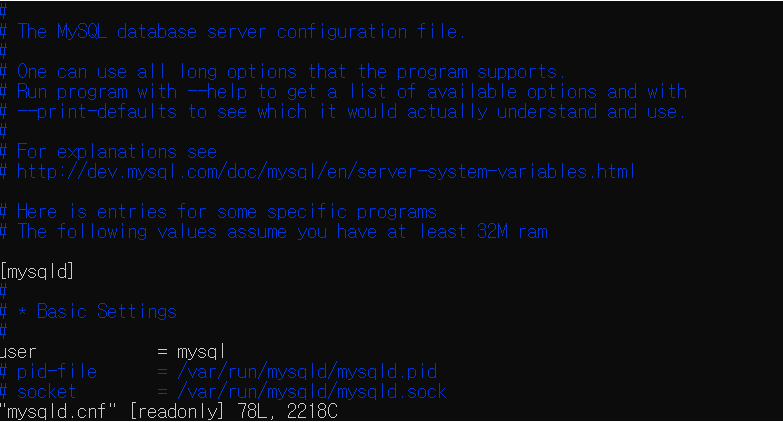 #
# The MySQL database server configuration file.
#
# One can use all long options that the program supports.
# Run program with --help to get a list of available options and with
# --print-defaults to see which it would actually understand and use.
#
# For explanations see
# http://dev.mysql.com/doc/mysql/en/server-system-variables.html
# Here is entries for some specific programs
# The following values assume you have at least 32M ram
[mysqld]
#
# * Basic Settings
#
user = mysql
# pid-file = /var/run/mysqld/mysqld.pid
# socket = /var/run/mysqld/mysqld.sock
"mysqld.cnf" [readonly] 78L, 2218C